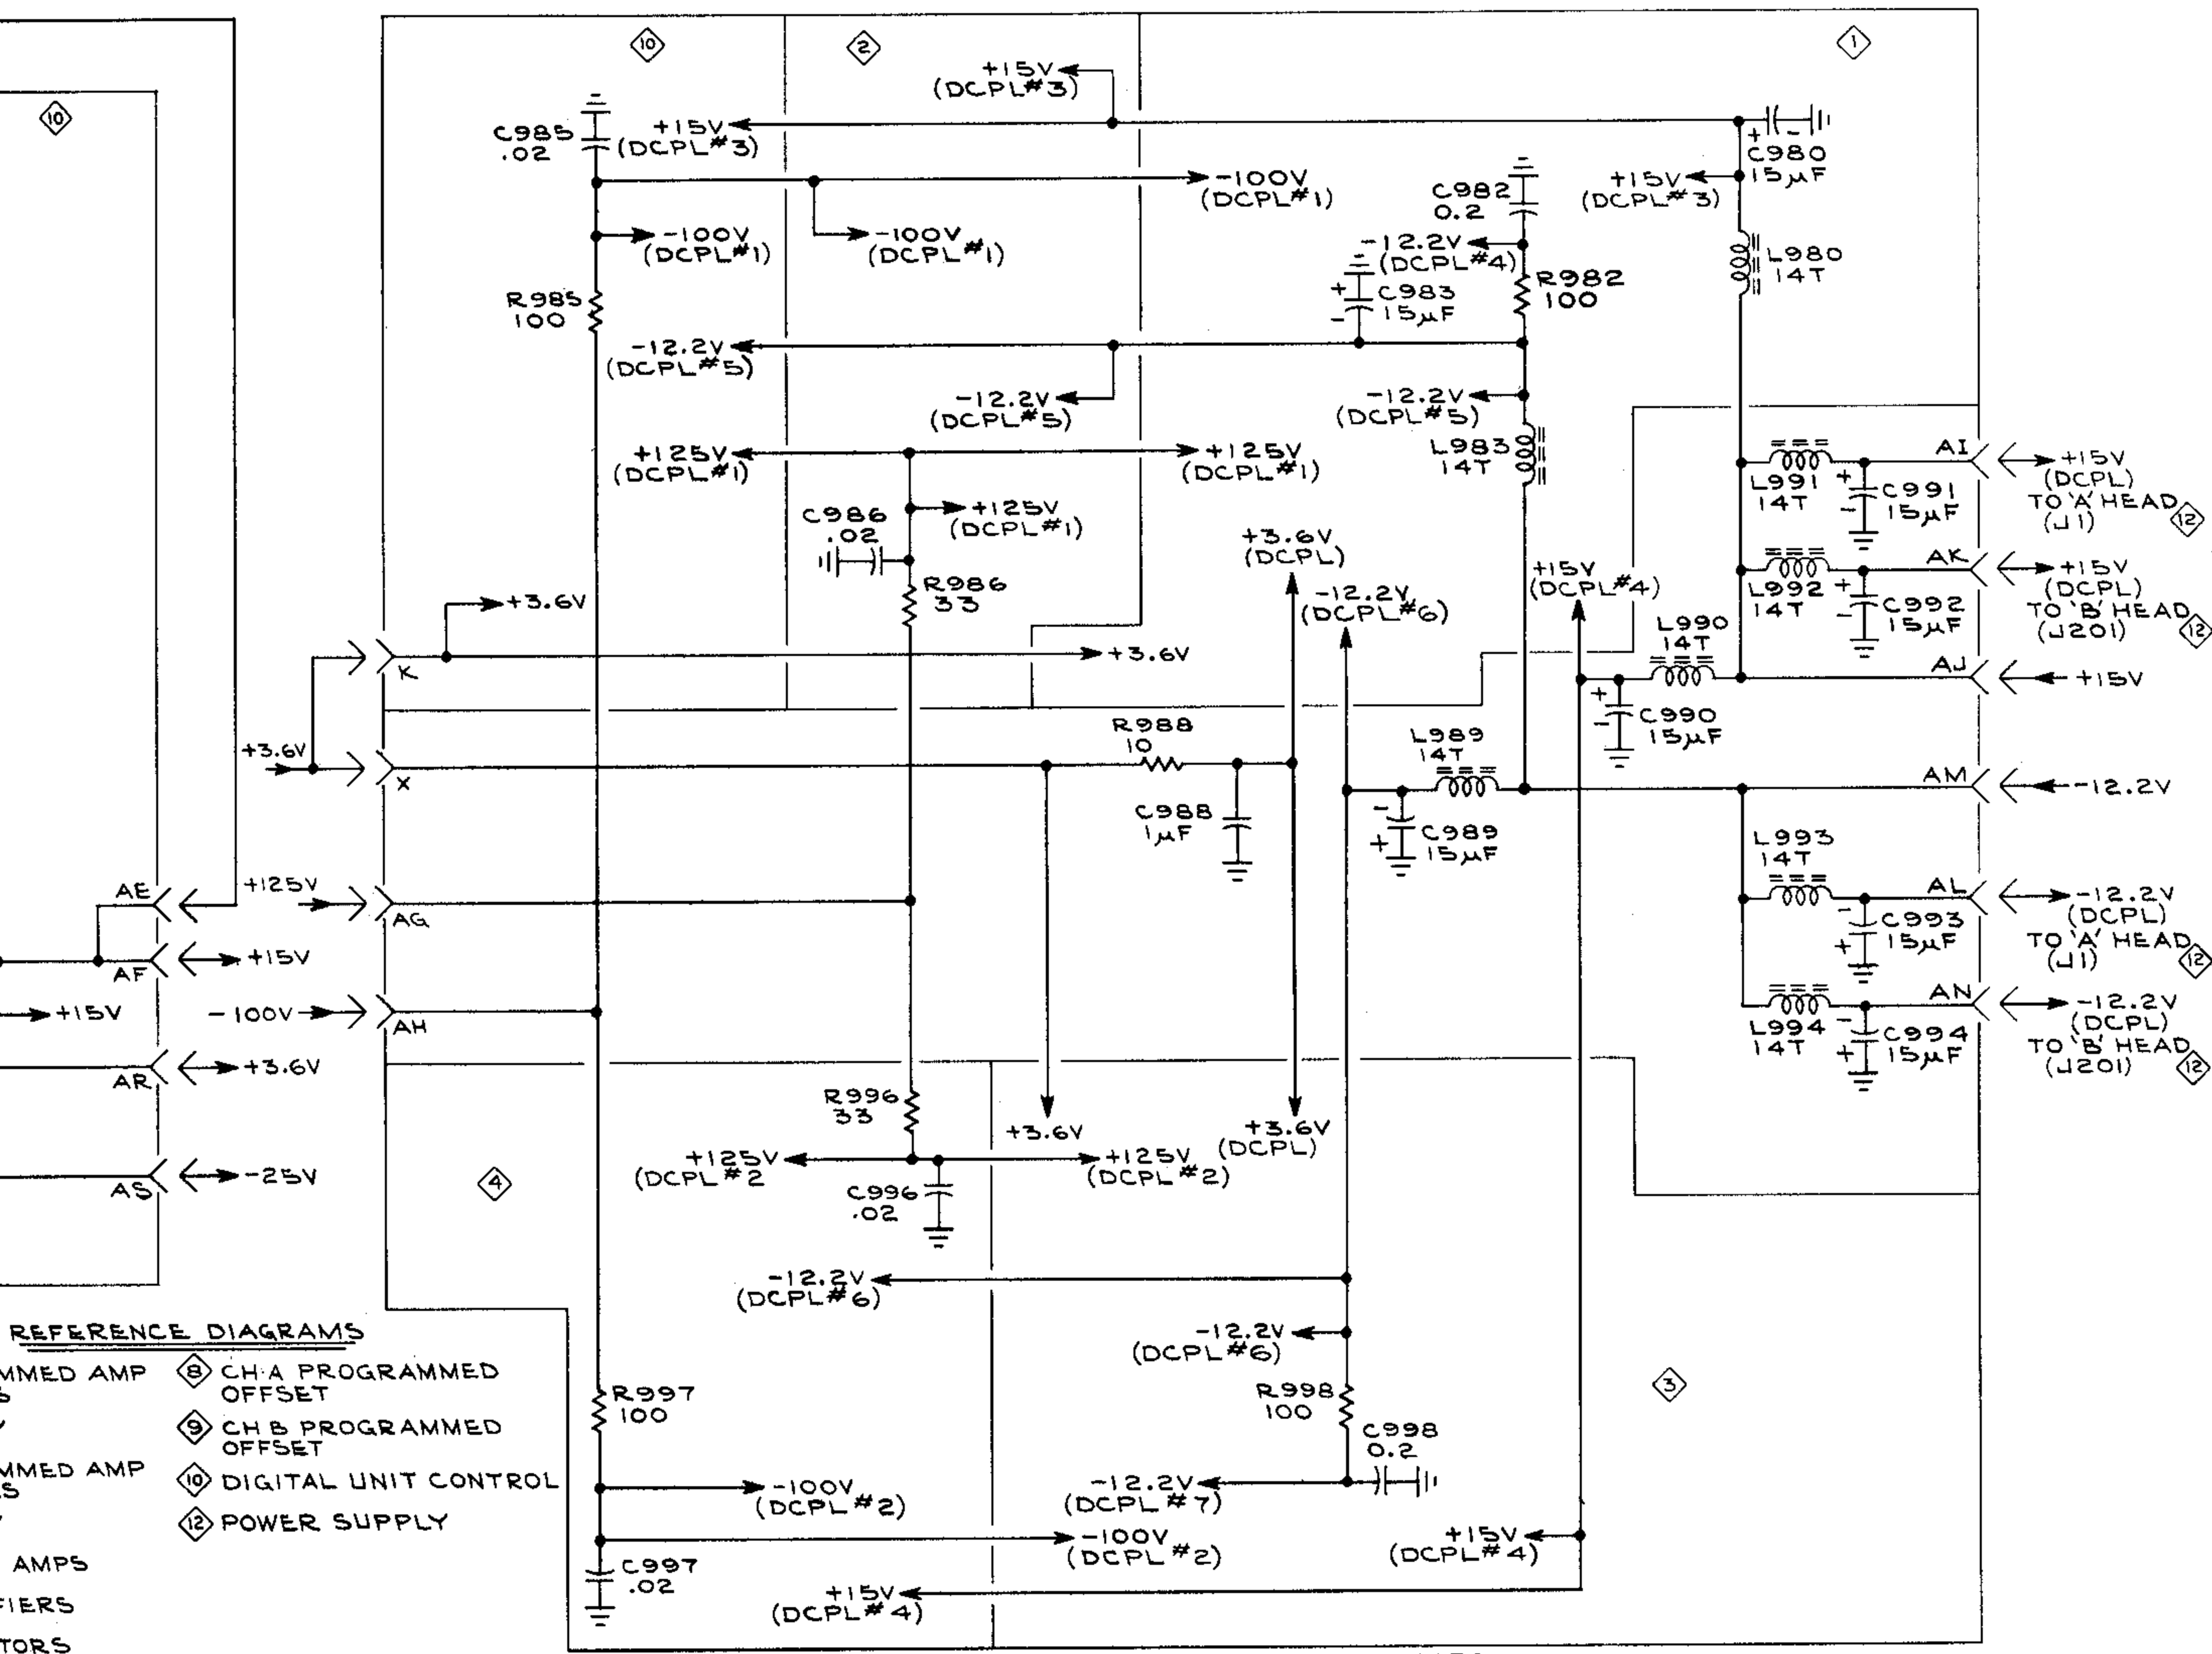 10
2
1
10
+15V
(DCPL#3)
C985
.02
+15V
(DCPL#3)
+
-
C980
15µF
-100V
(DCPL#1)
C982
0.2
+15V
(DCPL#3)
-100V
(DCPL#1)
-100V
(DCPL#1)
-12.2V
(DCPL#4)
L980
14T
R985
100
+
-
C983
15µF
R982
100
-12.2V
(DCPL#5)
-12.2V
(DCPL#5)
-12.2V
(DCPL#5)
+125V
(DCPL#1)
+125V
(DCPL#1)
L983
14T
L991
14T
+
-
C991
15µF
AI
+15V
(DCPL)
TO 'A' HEAD
(J1)
12
C986
.02
+125V
(DCPL#1)
R986
33
+3.6V
(DCPL)
-12.2V
(DCPL#6)
+15V
(DCPL#4)
L992
14T
+
-
C992
15µF
AK
+15V
(DCPL)
TO 'B' HEAD
(J201)
12
+3.6V
K
+3.6V
L990
14T
AJ
+15V
+
-
C990
15µF
+3.6V
X
R988
10
L989
14T
AM
-12.2V
C988
1µF
-
+
C989
15µF
L993
14T
AE
+125V
AG
AL
-
+
C993
15µF
-12.2V
(DCPL)
TO 'A' HEAD
(J1)
12
AF
+15V
+15V
-100V
AH
L994
14T
-
+
C994
15µF
AN
-12.2V
(DCPL)
TO 'B' HEAD
(J201)
12
AR
+3.6V
R996
33
+3.6V
+3.6V
(DCPL)
AS
-25V
4
+125V
(DCPL#2
+125V
(DCPL#2)
C996
.02
-12.2V
(DCPL#6)
-12.2V
(DCPL#6)
REFERENCE DIAGRAMS
MMED AMP
S
8 CH A PROGRAMMED
OFFSET
9 CH B PROGRAMMED
OFFSET
MMED AMP
ES
10 DIGITAL UNIT CONTROL
12 POWER SUPPLY
AMPS
FIERS
TORS
R997
100
R998
100
3
C998
0.2
-100V
(DCPL#2)
-12.2V
(DCPL#7)
-100V
(DCPL#2)
+15V
(DCPL#4)
C997
.02
+15V
(DCPL#4)